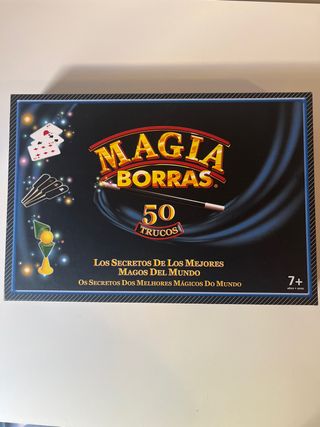 MAGIA
BORRAS®
50
TRUCOS
LOS SECRETOS DE LOS MEJORES
MAGOS DEL MUNDO
OS SECRETOS DOS MELHORES MÁGICOS DO MUNDO
7+